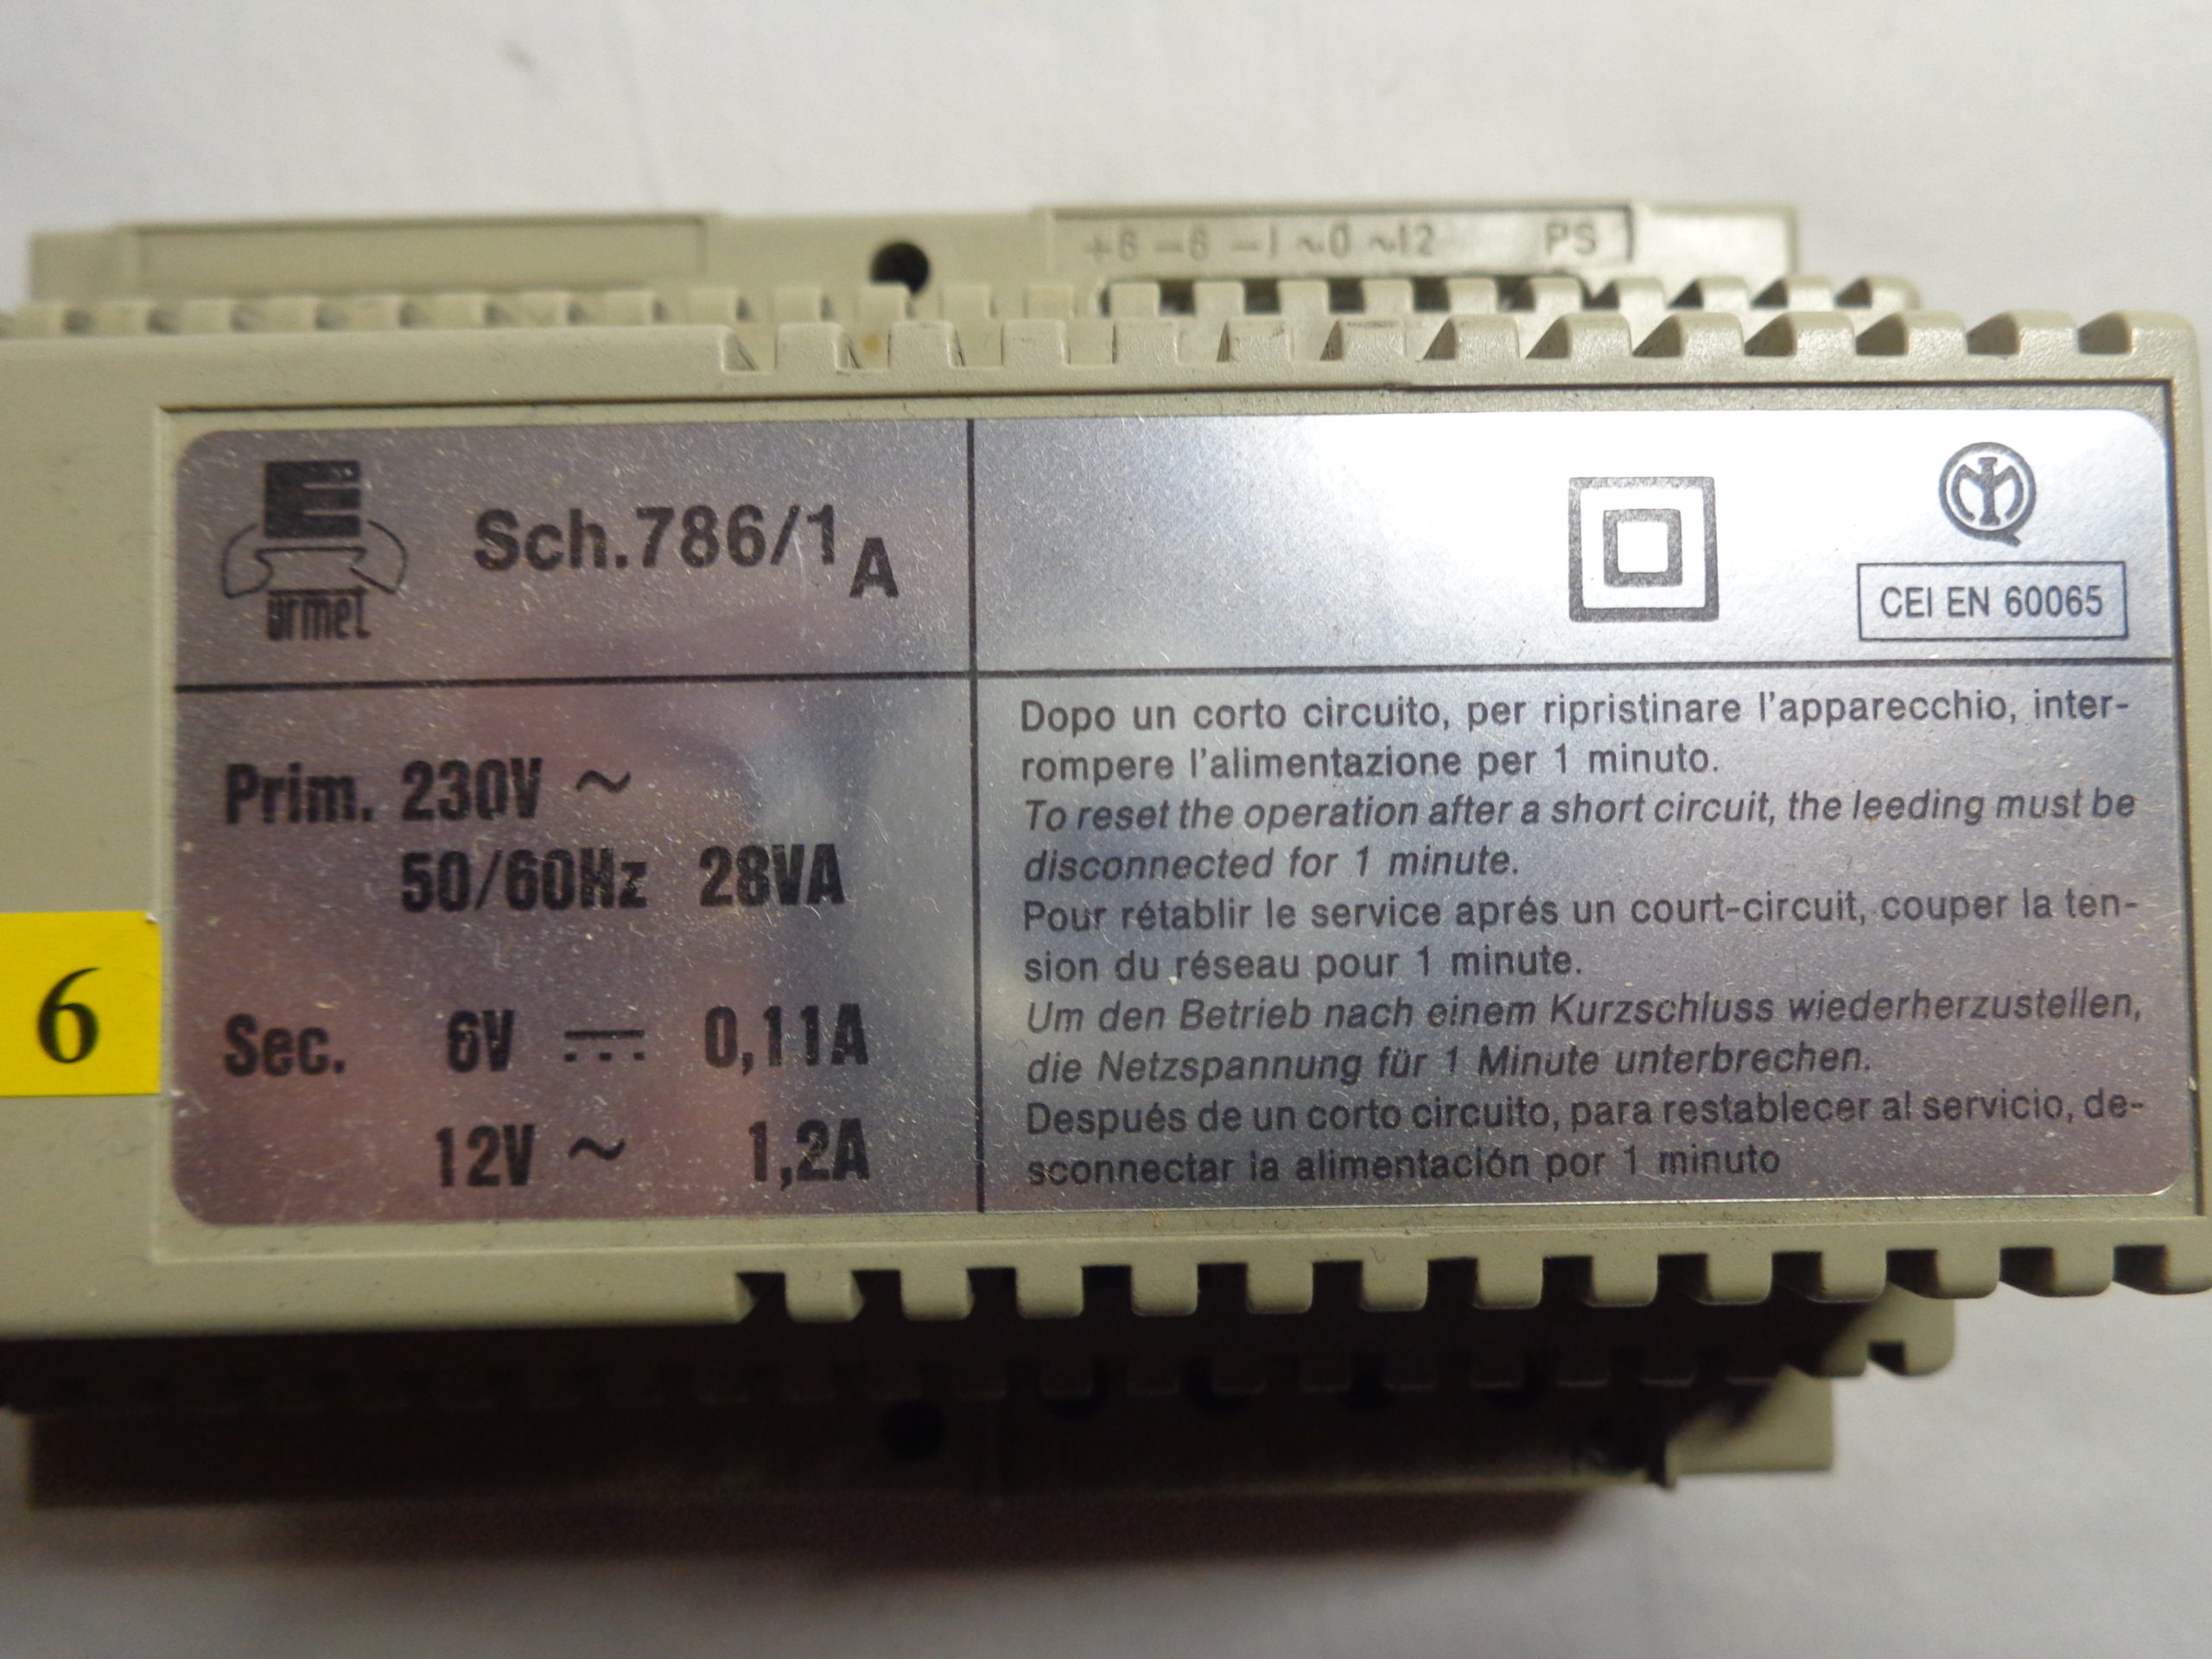 +6 –6 –1 ~0 ~12 PS
urmet
Sch.786/1A
CEI EN 60065
Prim. 230V ~
50/60Hz 28VA
Sec. 6V ⎓ 0,11A
12V ~ 1,2A
6
Dopo un corto circuito, per ripristinare l'apparecchio, inter-
rompere l'alimentazione per 1 minuto.
To reset the operation after a short circuit, the leeding must be
disconnected for 1 minute.
Pour rétablir le service aprés un court-circuit, couper la ten-
sion du réseau pour 1 minute.
Um den Betrieb nach einem Kurzschluss wiederherzustellen,
die Netzspannung für 1 Minute unterbrechen.
Después de un corto circuito, para restablecer al servicio, de-
sconnectar la alimentación por 1 minuto